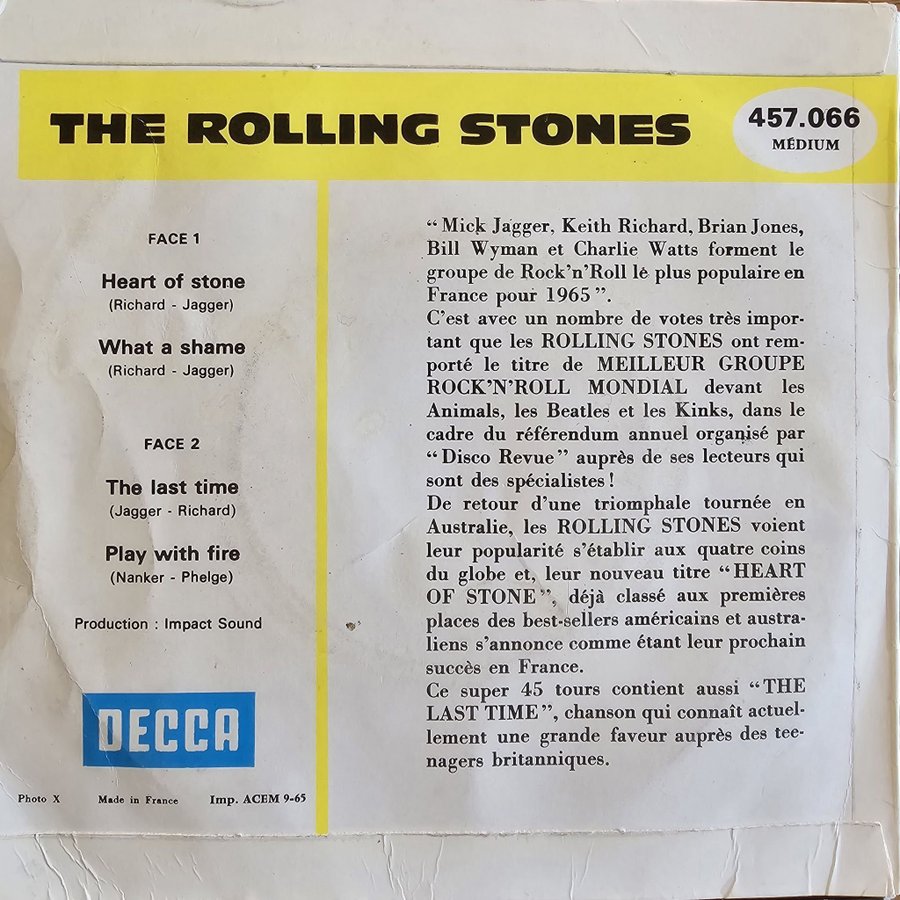 THE ROLLING STONES
457.066
MÉDIUM
FACE 1
Heart of stone
(Richard - Jagger)
What a shame
(Richard - Jagger)
FACE 2
The last time
(Jagger - Richard)
Play with fire
(Nanker - Phelge)
Production : Impact Sound
DECCA
Photo X
Made in France
Imp. ACEM 9-65
“ Mick Jagger, Keith Richard, Brian Jones,
Bill Wyman et Charlie Watts forment le
groupe de Rock'n'Roll le plus populaire en
France pour 1965 ”.
C'est avec un nombre de votes très impor-
tant que les ROLLING STONES ont rem-
porté le titre de MEILLEUR GROUPE
ROCK'N'ROLL MONDIAL devant les
Animals, les Beatles et les Kinks, dans le
cadre du référendum annuel organisé par
“ Disco Revue ” auprès de ses lecteurs qui
sont des spécialistes !
De retour d'une triomphale tournée en
Australie, les ROLLING STONES voient
leur popularité s'établir aux quatre coins
du globe et, leur nouveau titre “ HEART
OF STONE ”, déjà classé aux premières
places des best-sellers américains et austra-
liens s'annonce comme étant leur prochain
succès en France.
Ce super 45 tours contient aussi “ THE
LAST TIME ”, chanson qui connaît actuel-
lement une grande faveur auprès des tee-
nagers britanniques.